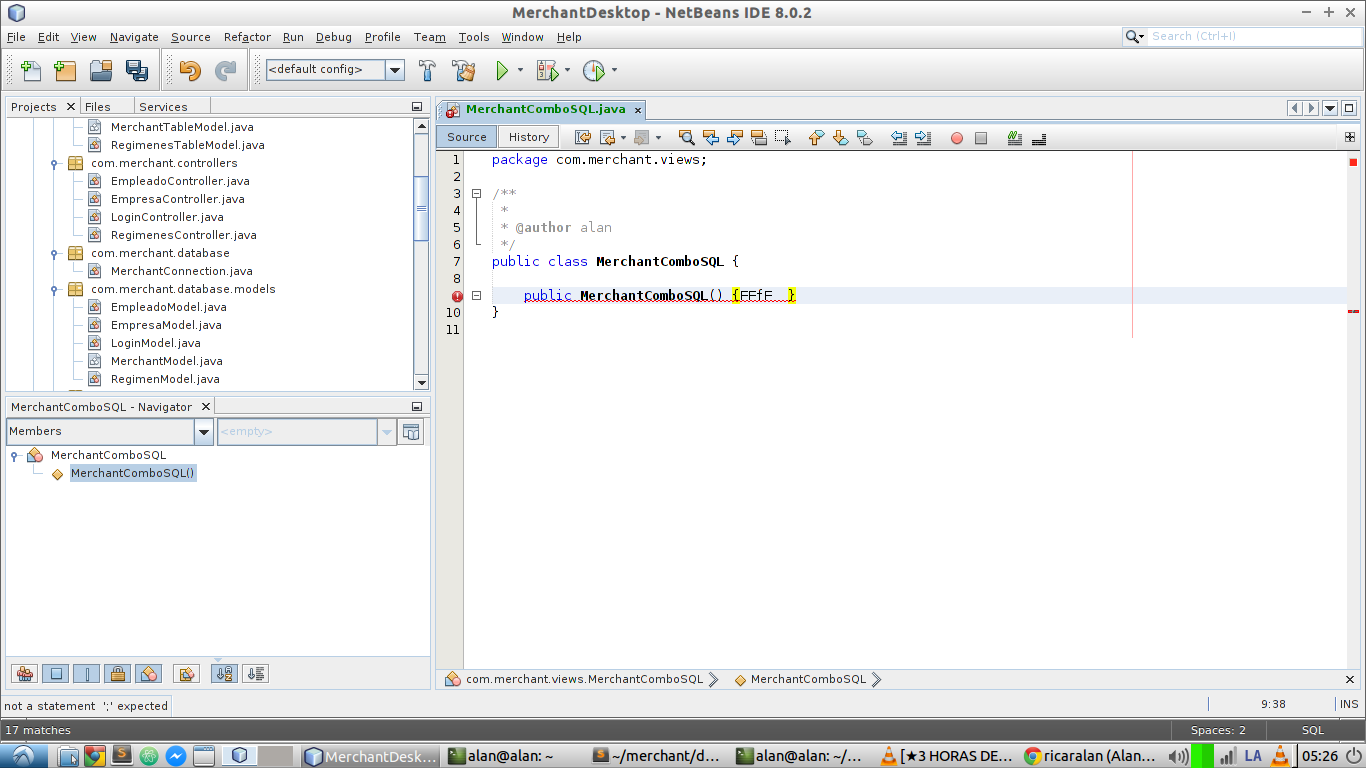 MerchantDesktop - NetBeans IDE 8.0.2
File Edit View Navigate Source Refactor Run Debug Profile Team Tools Window Help
Search (Ctrl+I)
<default config>
Projects Files Services
MerchantTableModel.java
RegimenesTableModel.java
com.merchant.controllers
EmpleadoController.java
EmpresaController.java
LoginController.java
RegimenesController.java
com.merchant.database
MerchantConnection.java
com.merchant.database.models
EmpleadoModel.java
EmpresaModel.java
LoginModel.java
MerchantModel.java
RegimenModel.java
MerchantComboSQL - Navigator
Members
<empty>
MerchantComboSQL
MerchantComboSQL()
MerchantComboSQL.java
Source History
1 package com.merchant.views;
2
3 /**
4 *
5 * @author alan
6 */
7 public class MerchantComboSQL {
8
public MerchantComboSQL() {EEfE }
10 }
11
com.merchant.views.MerchantComboSQL MerchantComboSQL
not a statement ';' expected
9:38 INS
17 matches
Spaces: 2 SQL
MerchantDesk... alan@alan: ~ ~/merchant/d... alan@alan: ~/... [★3 HORAS DE... ricaralan (Alan... LA 05:26